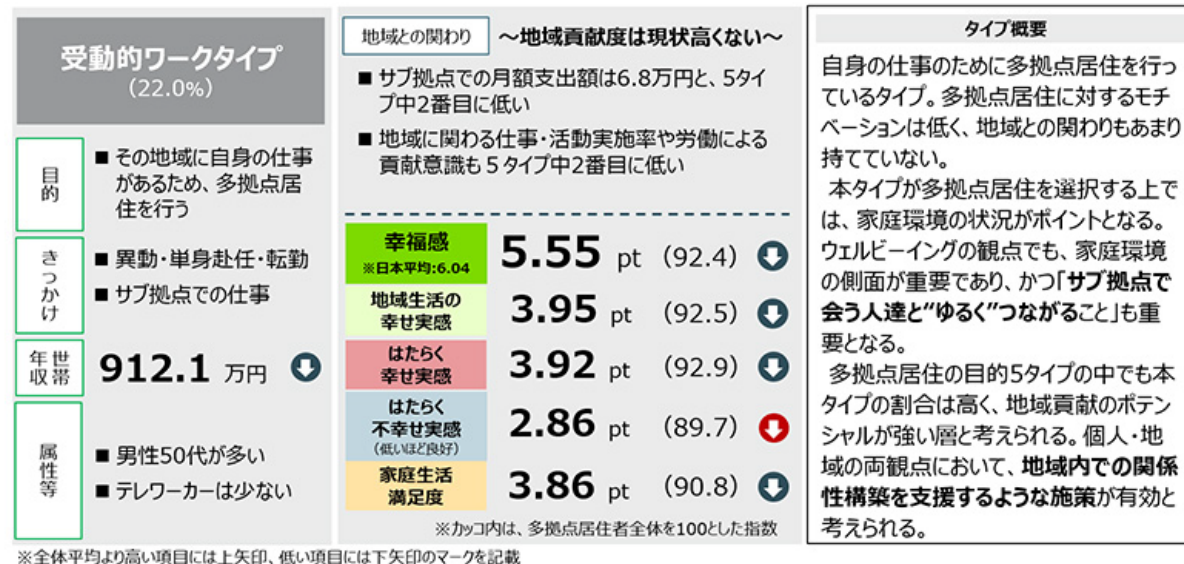 受動的ワークタイプ
(22.0%)
目的
■ その地域に自身の仕事
があるため、多拠点居
住を行う
きっかけ
■ 異動・単身赴任・転勤
■ サブ拠点での仕事
世帯年収
912.1 万円
属性等
■ 男性50代が多い
■ テレワーカーは少ない
地域との関わり ～地域貢献度は現状高くない～
■ サブ拠点での月額支出額は6.8万円と、5タイ
プ中2番目に低い
■ 地域に関わる仕事・活動実施率や労働による
貢献意識も５タイプ中2番目に低い
幸福感
※日本平均:6.04
5.55 pt (92.4)
地域生活の
幸せ実感
3.95 pt (92.5)
はたらく
幸せ実感
3.92 pt (92.9)
はたらく
不幸せ実感
(低いほど良好)
2.86 pt (89.7)
家庭生活
満足度
3.86 pt (90.8)
※カッコ内は、多拠点居住者全体を100とした指数
タイプ概要
自身の仕事のために多拠点居住を行っ
ているタイプ。多拠点居住に対するモチ
ベーションは低く、地域との関わりもあまり
持てていない。
本タイプが多拠点居住を選択する上で
は、家庭環境の状況がポイントとなる。
ウェルビーイングの観点でも、家庭環境
の側面が重要であり、かつ「サブ拠点で
会う人達と“ゆるく”つながること」も重
要となる。
多拠点居住の目的5タイプの中でも本
タイプの割合は高く、地域貢献のポテン
シャルが強い層と考えられる。個人・地
域の両観点において、地域内での関係
性構築を支援するような施策が有効と
考えられる。
※全体平均より高い項目には上矢印、低い項目には下矢印のマークを記載